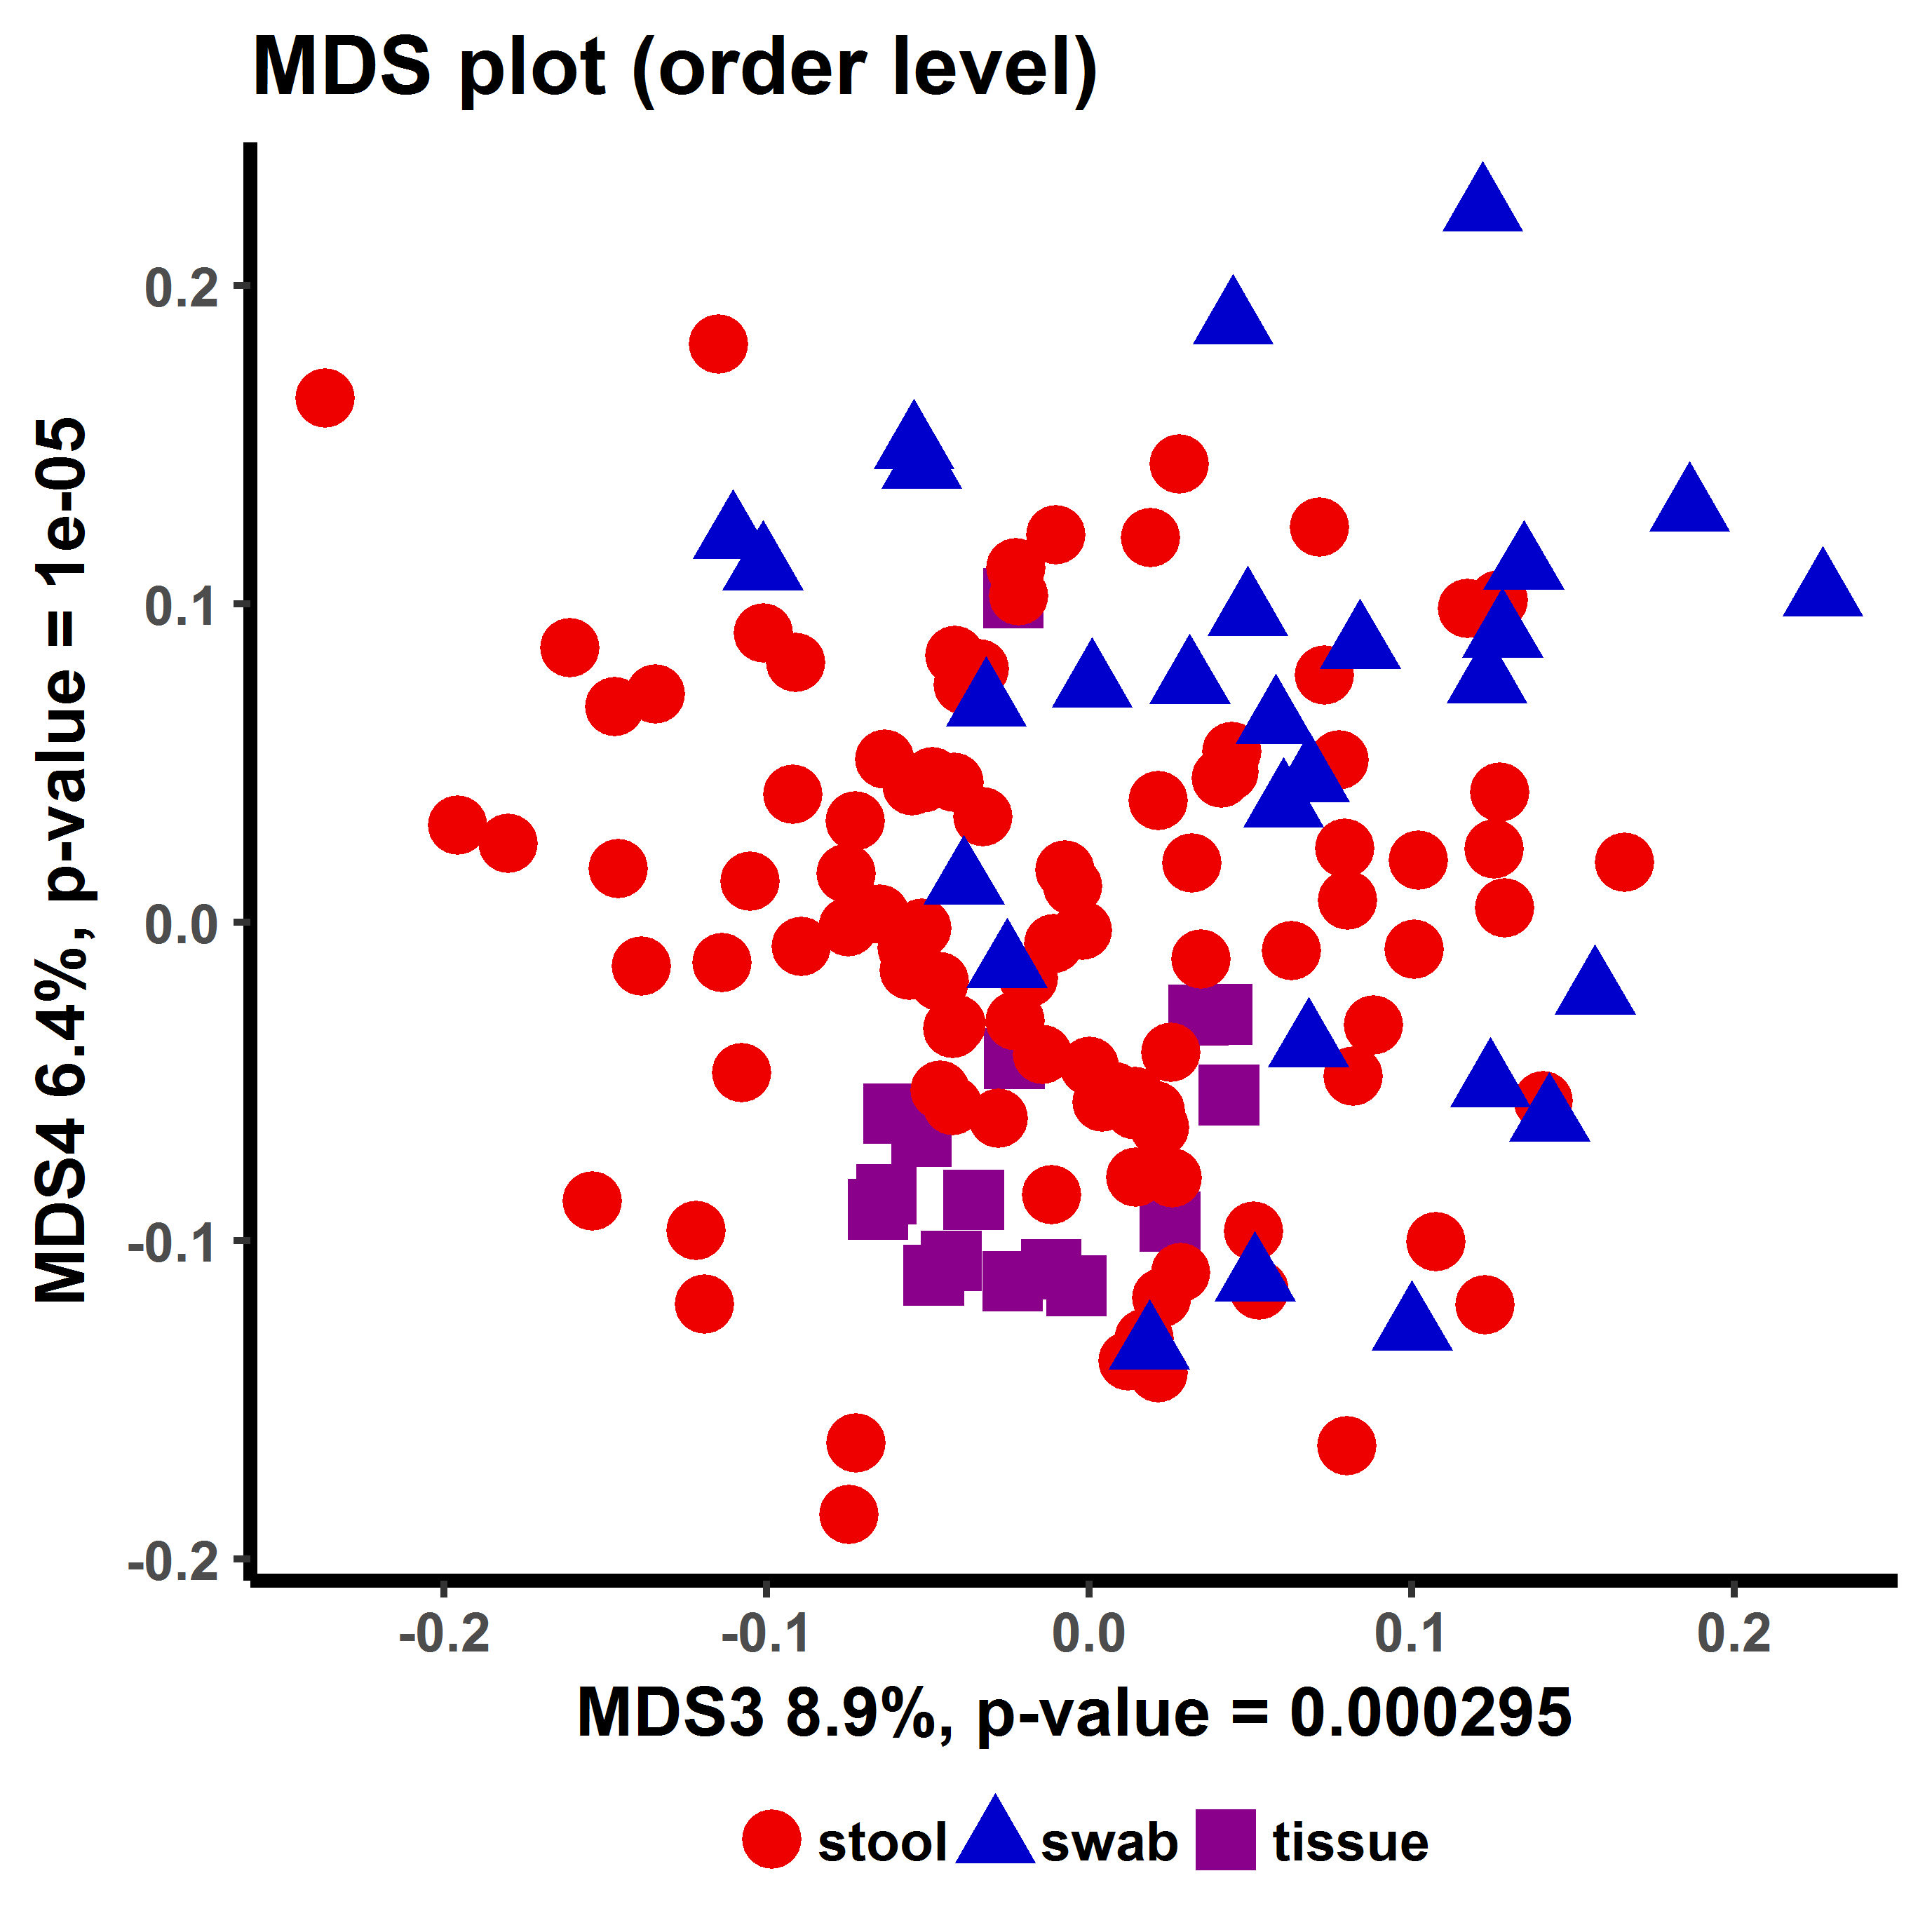 MDS plot (order level)
MDS4 6.4%, p-value = 1e-05
0.2
0.1
0.0
-0.1
-0.2
-0.2 -0.1 0.0 0.1 0.2
MDS3 8.9%, p-value = 0.000295
stool swab tissue